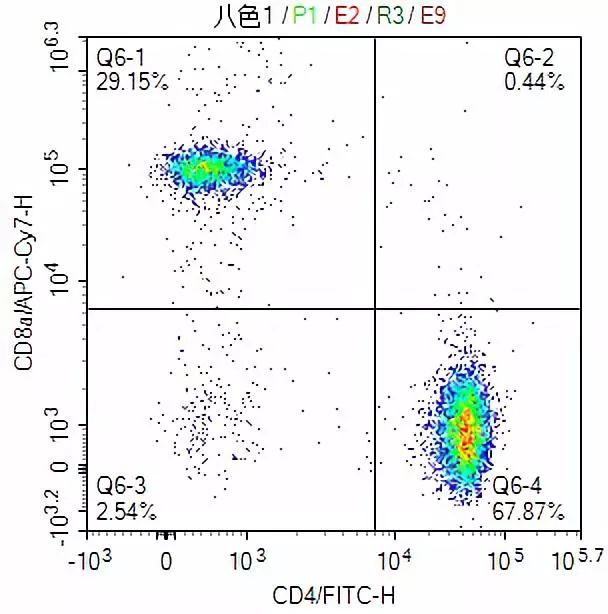 八色1 / P1 / E2 / R3 / E9
Q6-1
29.15%
Q6-2
0.44%
10^6.3
10^5
10^4
10^3
0
-10^3.2
CD8a/APC-Cy7-H
Q6-3
2.54%
Q6-4
67.87%
-10^3 0 10^3 10^4 10^5 10^5.7
CD4/FITC-H